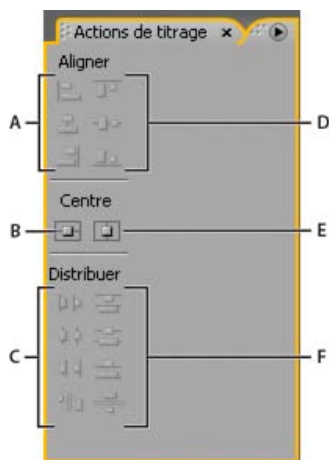 Actions de titrage x
Aligner
A
D
Centre
B
E
Distribuer
C
F